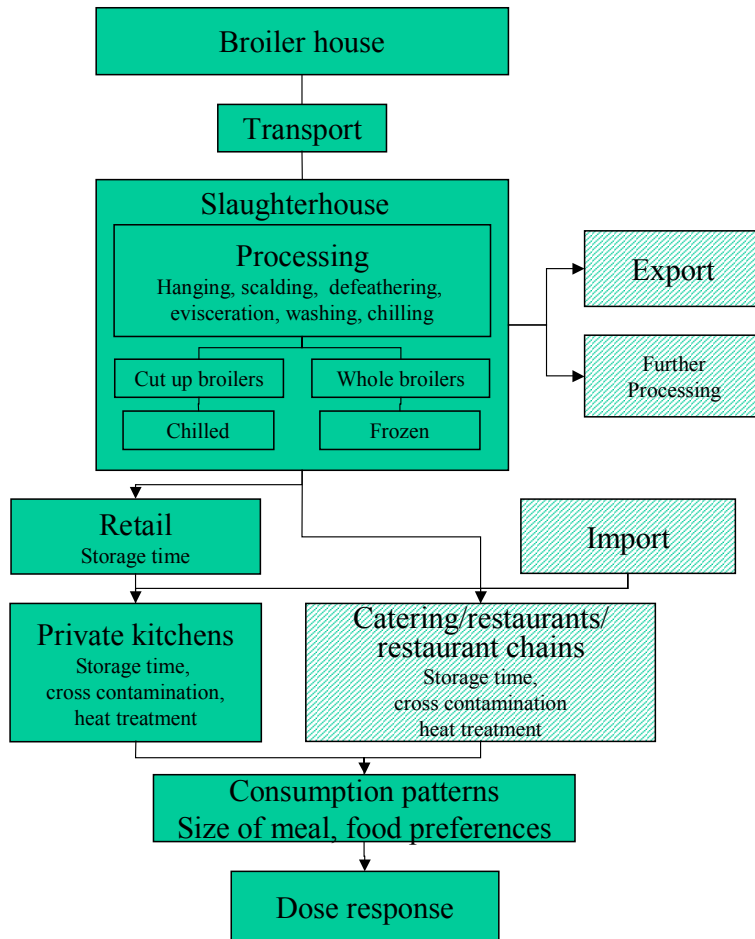 Broiler house
Transport
Slaughterhouse
Processing
Hanging, scalding, defeathering,
evisceration, washing, chilling
Cut up broilers
Whole broilers
Chilled
Frozen
Export
Further
Processing
Retail
Storage time
Import
Private kitchens
Storage time,
cross contamination,
heat treatment
Catering/restaurants/
restaurant chains
Storage time,
cross contamination
heat treatment
Consumption patterns
Size of meal, food preferences
Dose response